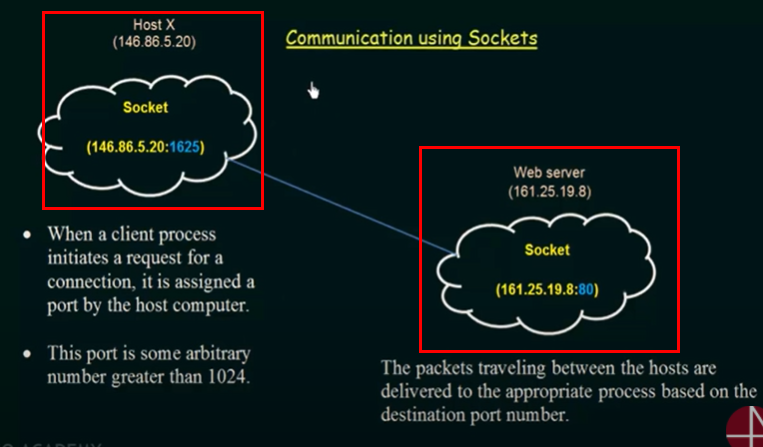 Host X
(146.86.5.20)
Communication using Sockets
Socket
(146.86.5.20:1625)
Web server
(161.25.19.8)
Socket
(161.25.19.8:80)
• When a client process
initiates a request for a
connection, it is assigned a
port by the host computer.
• This port is some arbitrary
number greater than 1024.
The packets traveling between the hosts are
delivered to the appropriate process based on the
destination port number.